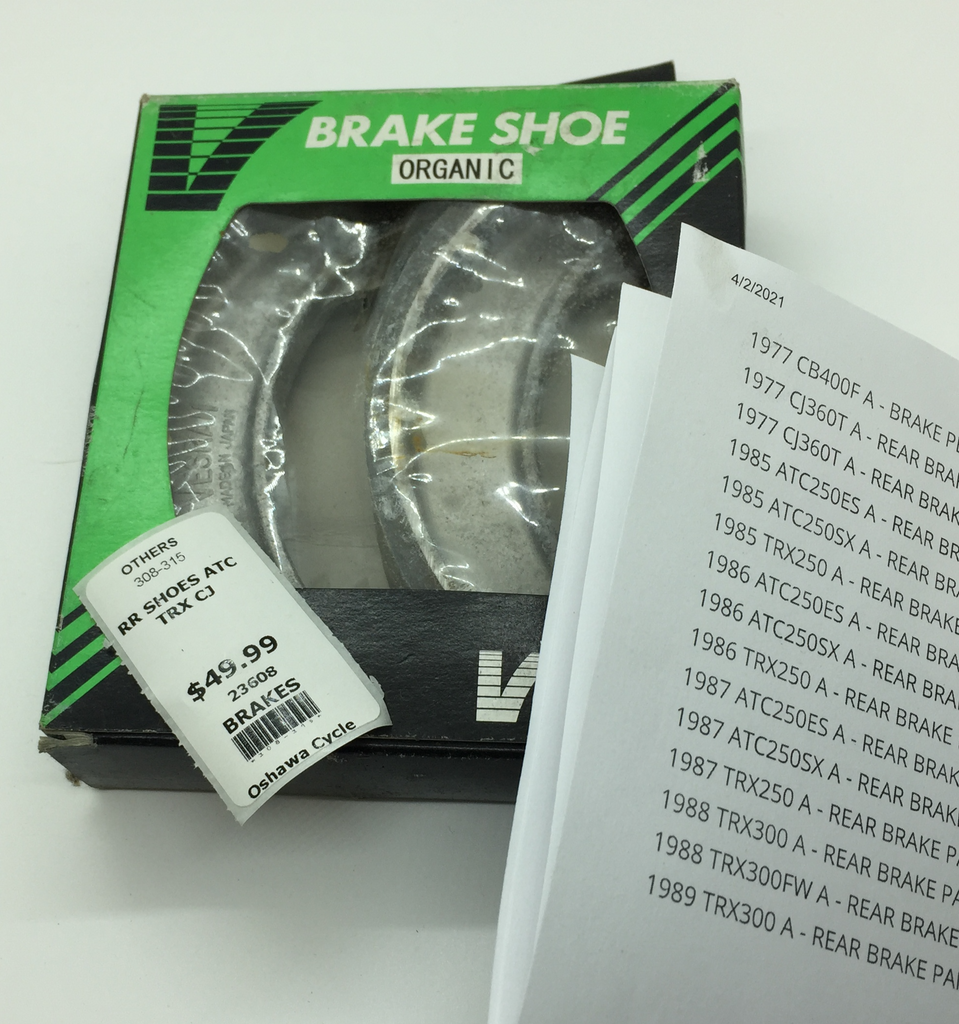 BRAKE SHOE
ORGANIC
MADE IN JAPAN
OTHERS
308-315
RR SHOES ATC
TRX CJ
$49.99
23608
BRAKES
Oshawa Cycle
4/2/2021
1977 CB400F A - BRAKE
1977 CJ360T A - REAR
1977 CJ360T A - REAR
1985 ATC250ES A - REAR
1985 ATC250SX A - REAR
1985 TRX250 A - REAR BRAKE
1986 ATC250ES A - REAR
1986 ATC250SX A - REAR
1986 TRX250 A - REAR BRAKE
1987 ATC250ES A - REAR
1987 ATC250SX A - REAR BRAKE
1987 TRX250 A - REAR BRAKE
1988 TRX300 A - REAR BRAKE
1988 TRX300FW A - REAR BRAKE
1989 TRX300 A - REAR BRAKE